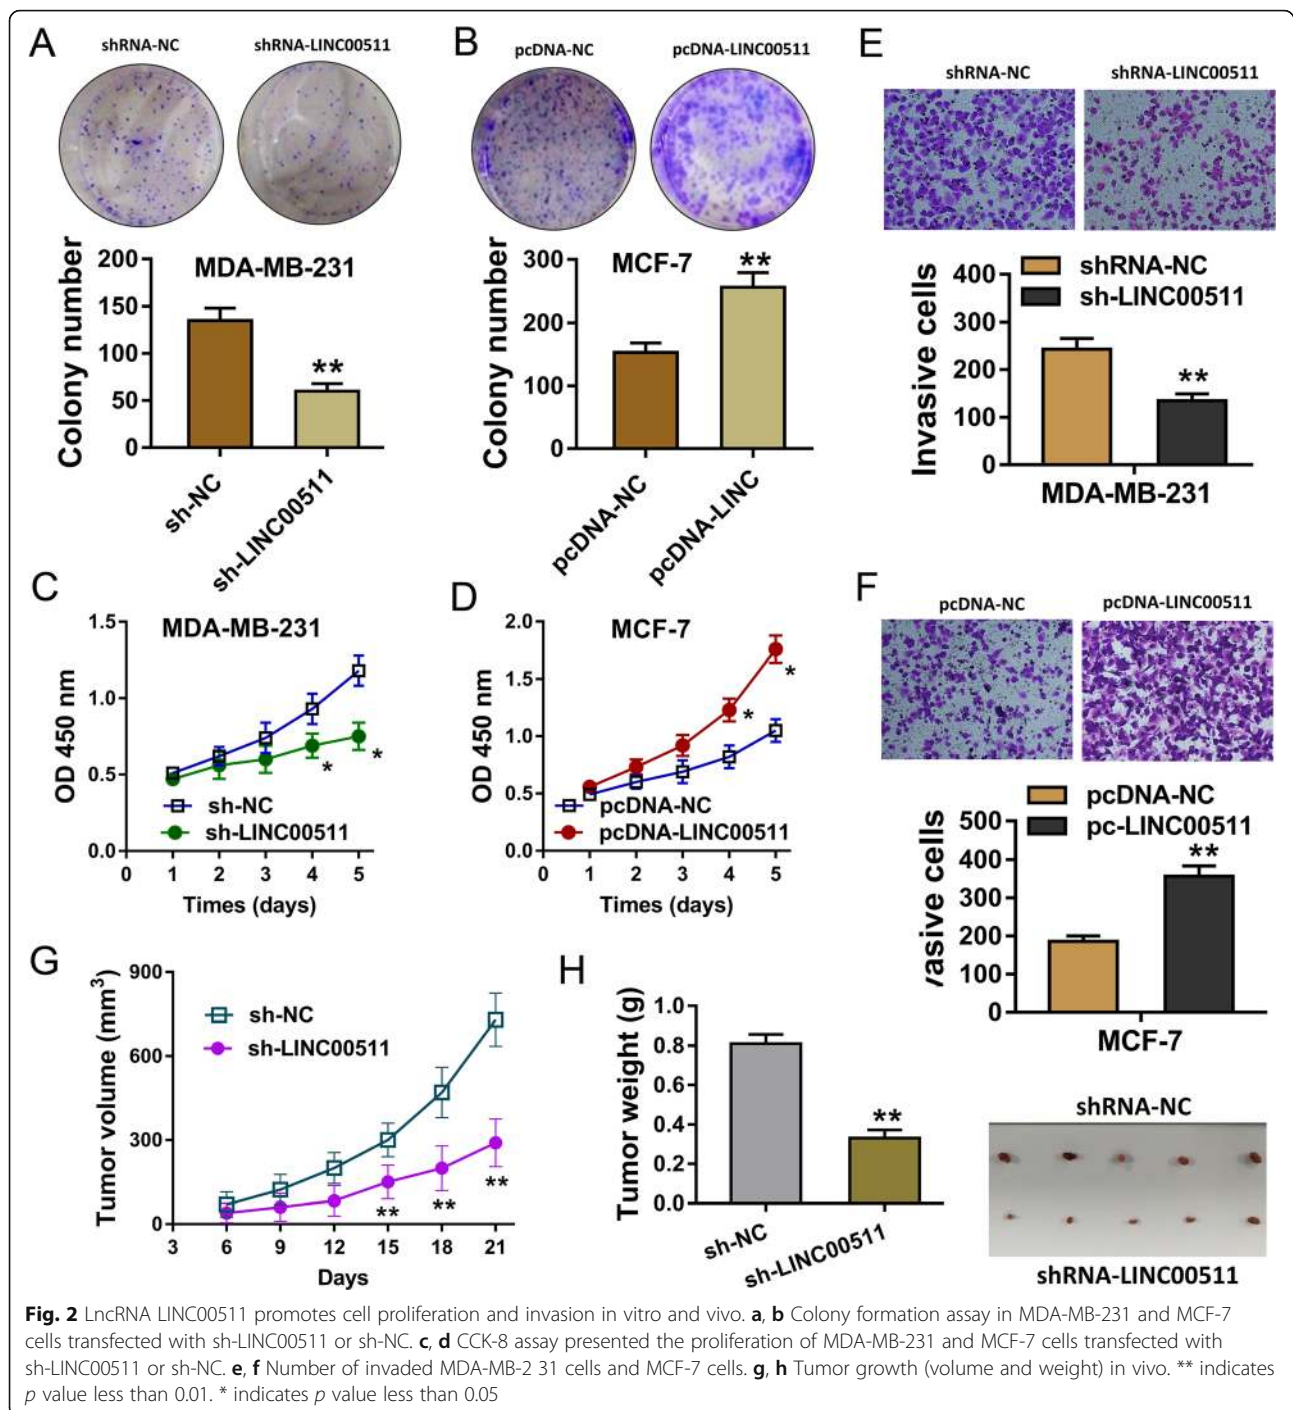 A
shRNA-NC
shRNA-LINC00511
Colony number
200
150
100
50
0
MDA-MB-231
**
sh-NC
sh-LINC00511
B
pcDNA-NC
pcDNA-LINC00511
Colony number
300
200
100
0
MCF-7
**
pcDNA-NC
pcDNA-LINC
E
shRNA-NC
shRNA-LINC00511
Invasive cells
400
300
200
100
0
shRNA-NC
sh-LINC00511
**
MDA-MB-231
C
MDA-MB-231
OD 450 nm
1.5
1.0
0.5
0.0
sh-NC
sh-LINC00511
*
*
0 1 2 3 4 5
Times (days)
D
MCF-7
OD 450 nm
2.0
1.5
1.0
0.5
0.0
pcDNA-NC
pcDNA-LINC00511
*
*
0 1 2 3 4 5
Times (days)
F
pcDNA-NC
pcDNA-LINC00511
vasive cells
500
400
300
200
100
0
pcDNA-NC
pc-LINC00511
**
MCF-7
G
Tumor volume (mm³)
900
600
300
0
sh-NC
sh-LINC00511
** ** **
3 6 9 12 15 18 21
Days
H
Tumor weight (g)
1.0
0.8
0.6
0.4
0.2
0.0
**
sh-NC
sh-LINC00511
shRNA-NC
shRNA-LINC00511
Fig. 2 LncRNA LINC00511 promotes cell proliferation and invasion in vitro and vivo. a, b Colony formation assay in MDA-MB-231 and MCF-7
cells transfected with sh-LINC00511 or sh-NC. c, d CCK-8 assay presented the proliferation of MDA-MB-231 and MCF-7 cells transfected with
sh-LINC00511 or sh-NC. e, f Number of invaded MDA-MB-2 31 cells and MCF-7 cells. g, h Tumor growth (volume and weight) in vivo. ** indicates
p value less than 0.01. * indicates p value less than 0.05